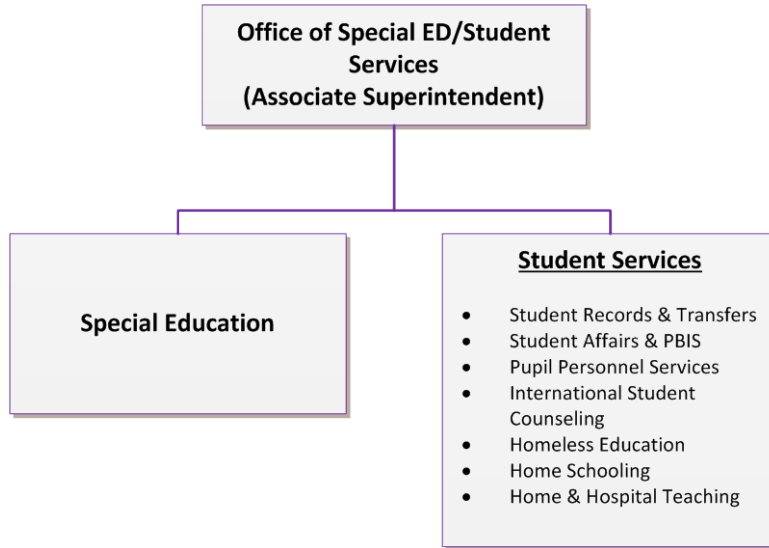 Office of Special ED/Student
Services
(Associate Superintendent)
Special Education
Student Services
• Student Records & Transfers
• Student Affairs & PBIS
• Pupil Personnel Services
• International Student
Counseling
• Homeless Education
• Home Schooling
• Home & Hospital Teaching